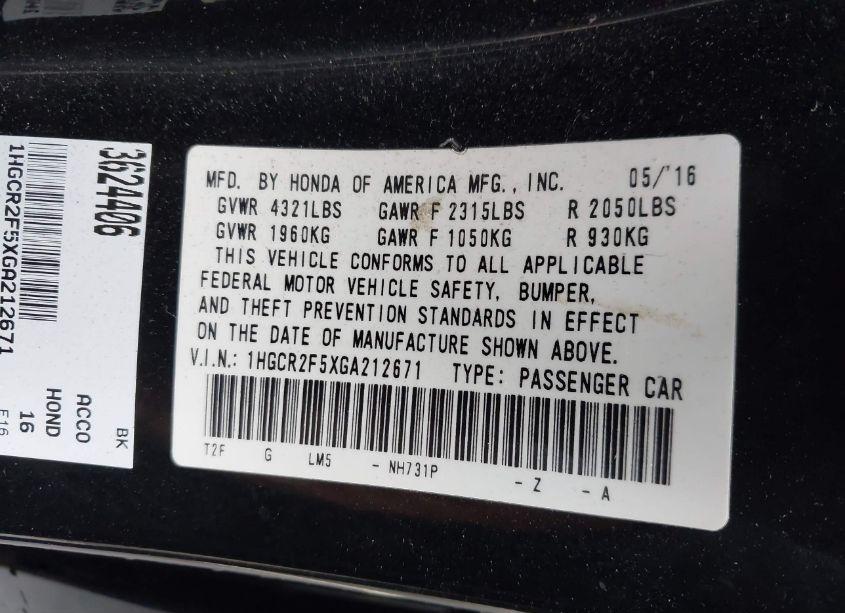 36244406
1HGCR2F5XGA212671
BK
ACCO
HOND
16
F16
MFD. BY HONDA OF AMERICA MFG., INC. 05/'16
GVWR 4321LBS GAWR F 2315LBS R 2050LBS
GVWR 1960KG GAWR F 1050KG R 930KG
THIS VEHICLE CONFORMS TO ALL APPLICABLE
FEDERAL MOTOR VEHICLE SAFETY, BUMPER,
AND THEFT PREVENTION STANDARDS IN EFFECT
ON THE DATE OF MANUFACTURE SHOWN ABOVE.
V.I.N.: 1HGCR2F5XGA212671 TYPE: PASSENGER CAR
T2F G LM5 - NH731P - Z - A